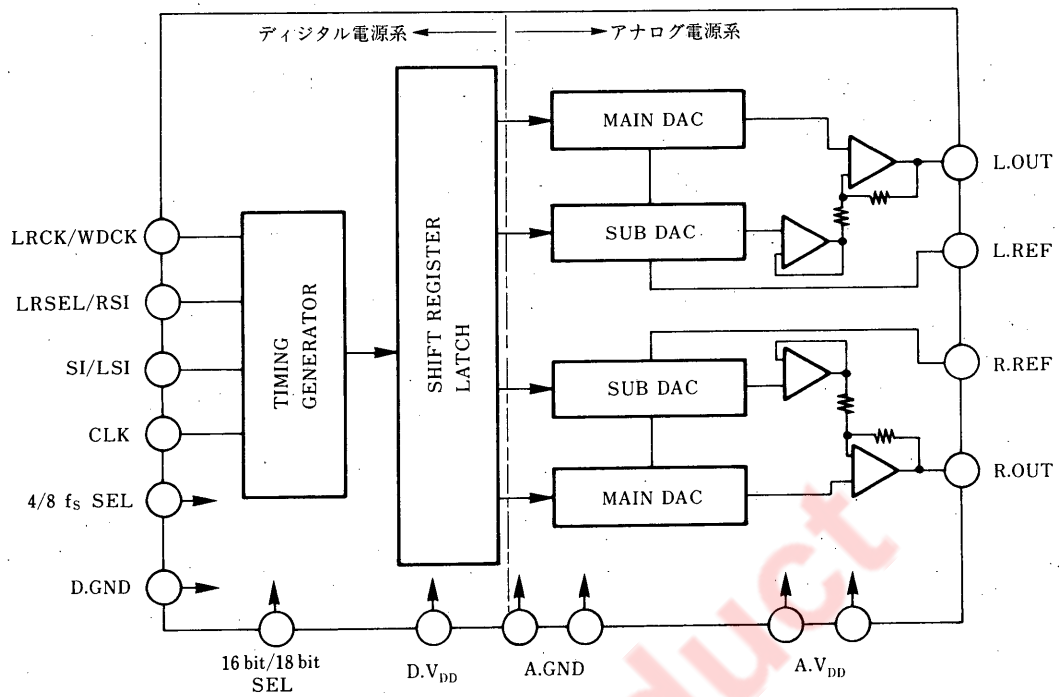 ディジタル電源系
アナログ電源系
MAIN DAC
SUB DAC
SUB DAC
MAIN DAC
TIMING
GENERATOR
SHIFT REGISTER
LATCH
LRCK/WDCK
LRSEL/RSI
SI/LSI
CLK
4/8 fS SEL
D.GND
L.OUT
L.REF
R.REF
R.OUT
16 bit/18 bit
SEL
D.VDD
A.GND
A.VDD
duct